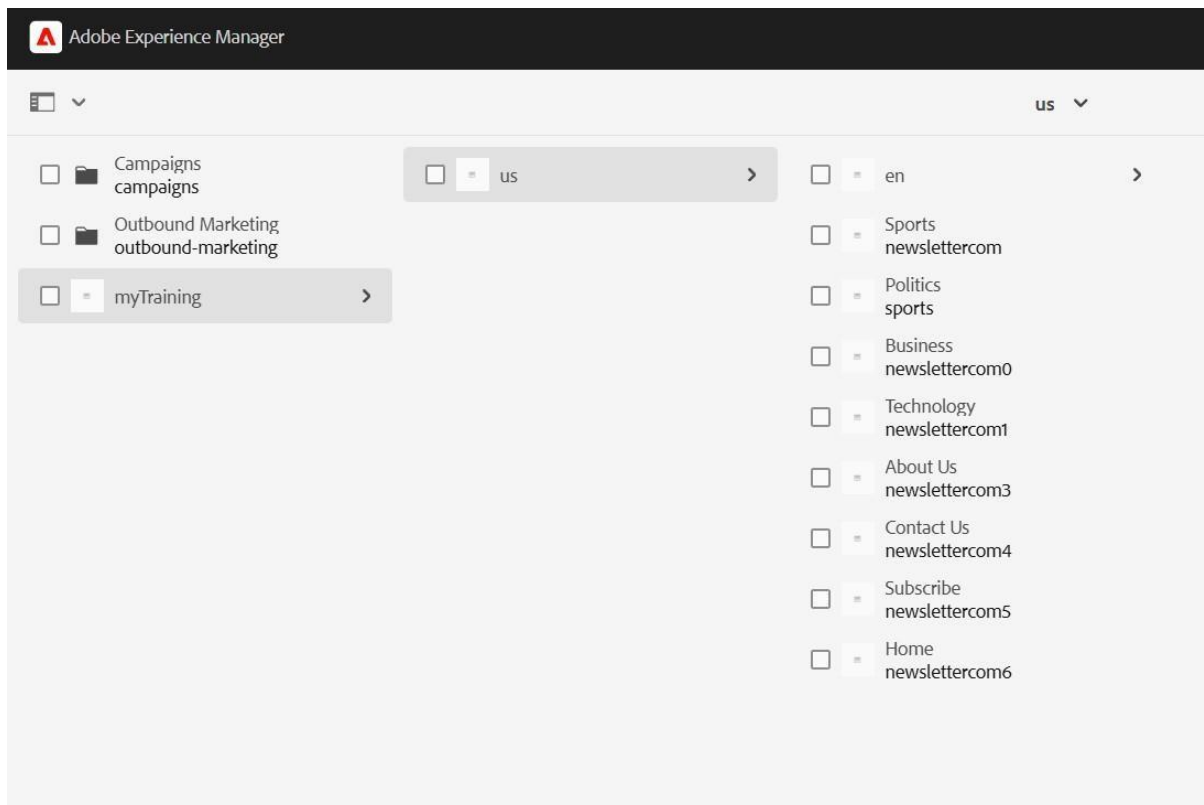 Adobe Experience Manager
us
Campaigns
campaigns
Outbound Marketing
outbound-marketing
myTraining
us
en
Sports
newslettercom
Politics
sports
Business
newslettercom0
Technology
newslettercom1
About Us
newslettercom3
Contact Us
newslettercom4
Subscribe
newslettercom5
Home
newslettercom6